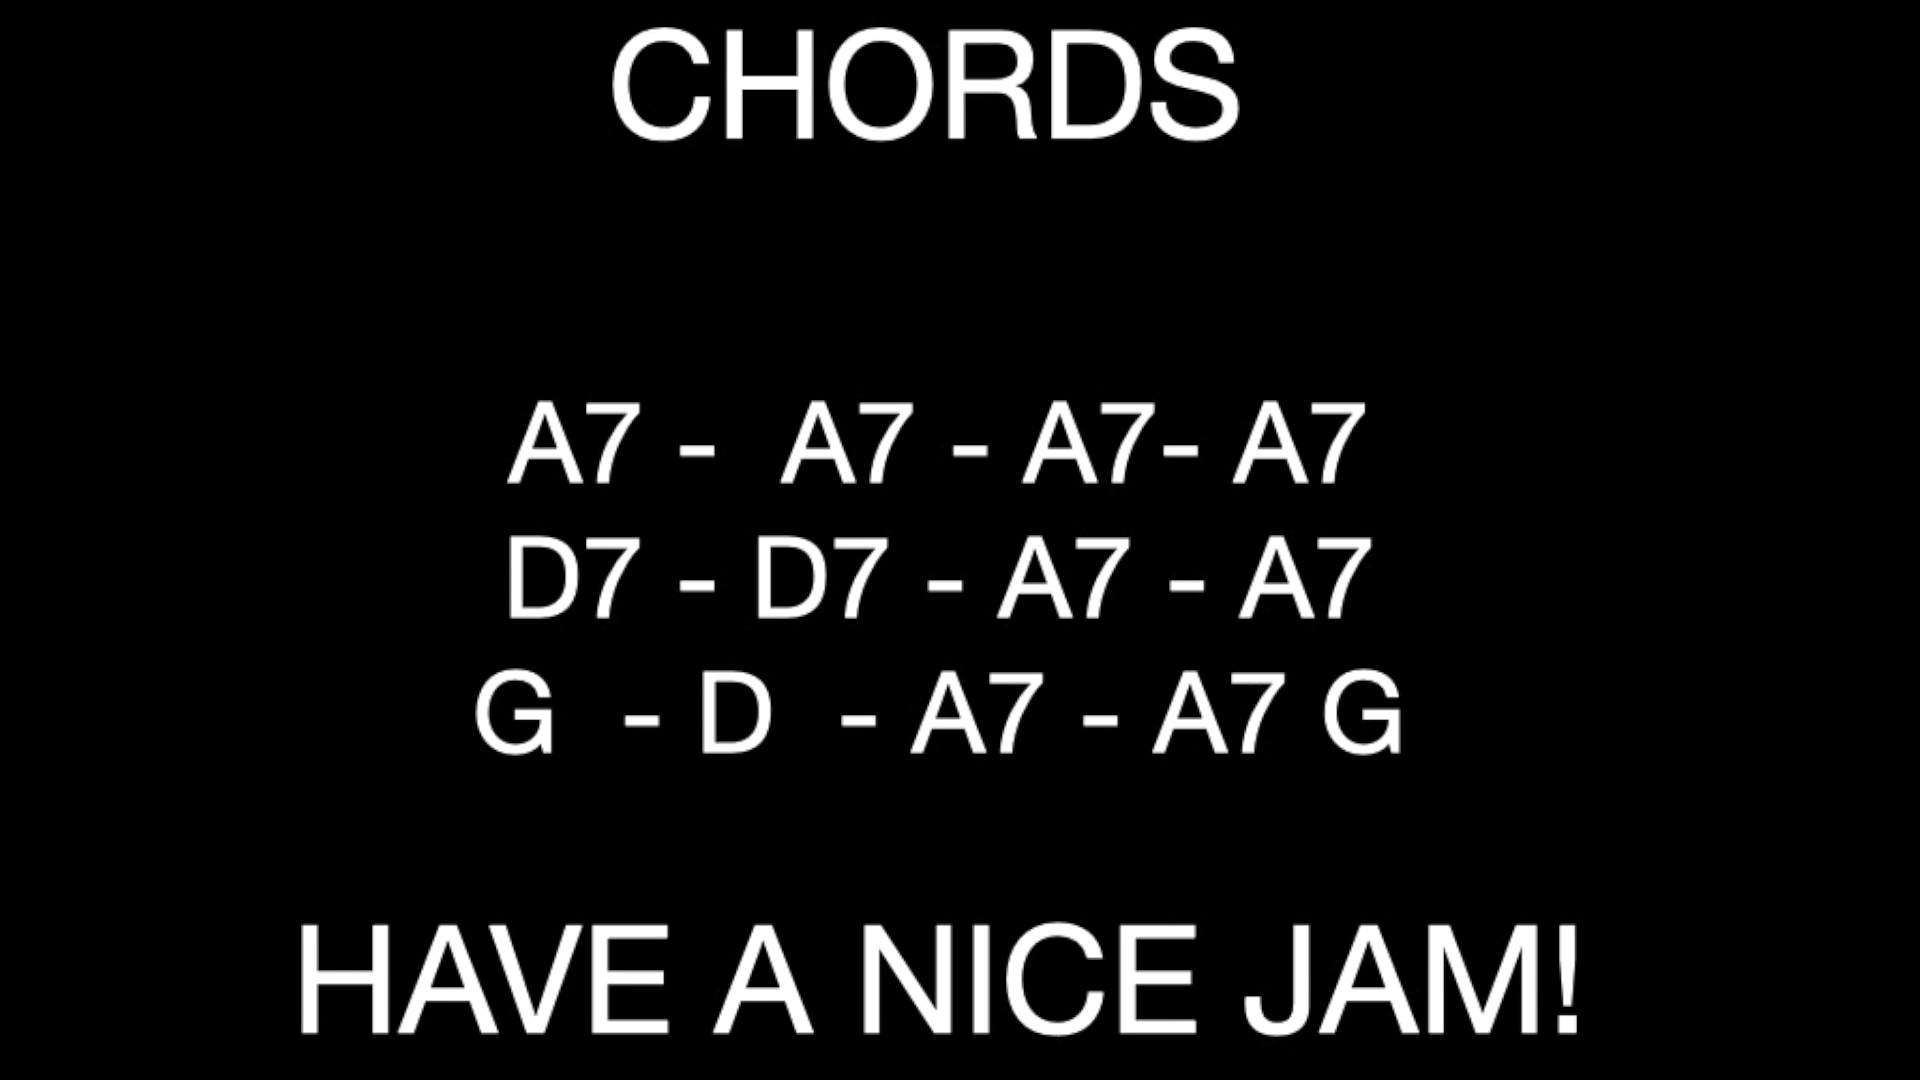 CHORDS
A7 - A7 - A7- A7
D7 - D7 - A7 - A7
G - D - A7 - A7 G
HAVE A NICE JAM!